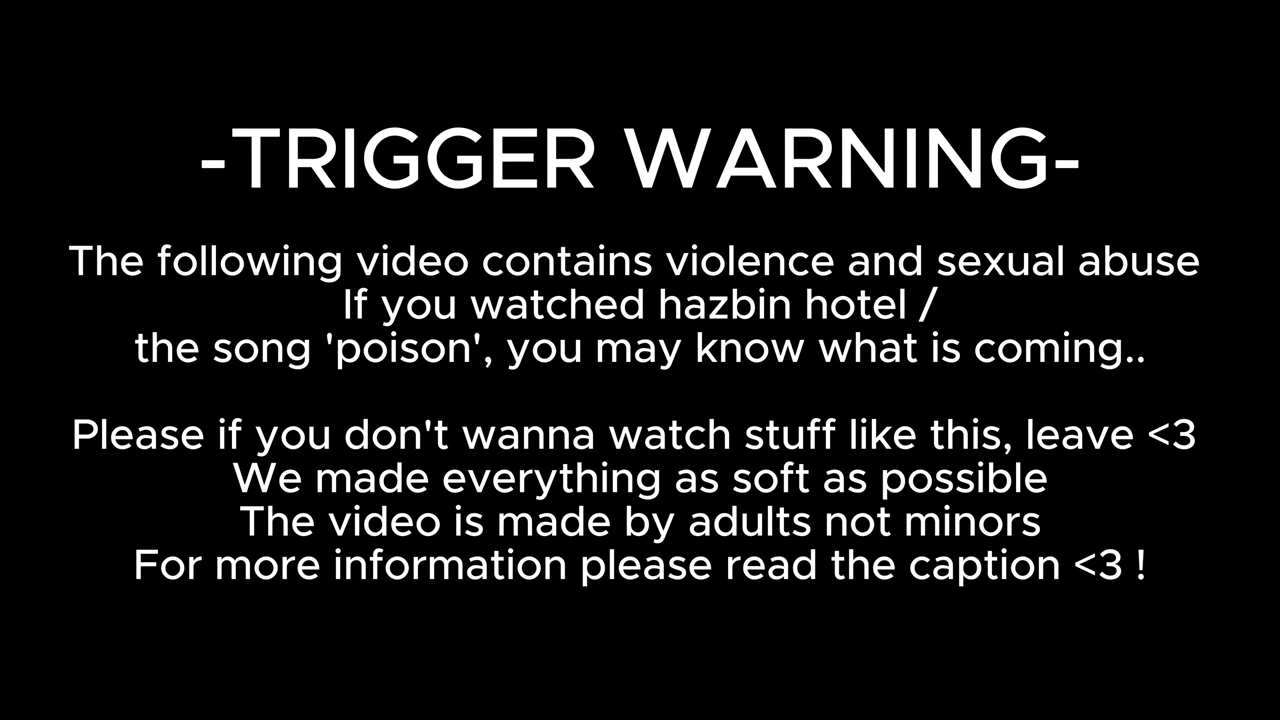 -TRIGGER WARNING-
The following video contains violence and sexual abuse
If you watched hazbin hotel /
the song 'poison', you may know what is coming..
Please if you don't wanna watch stuff like this, leave <3
We made everything as soft as possible
The video is made by adults not minors
For more information please read the caption <3 !